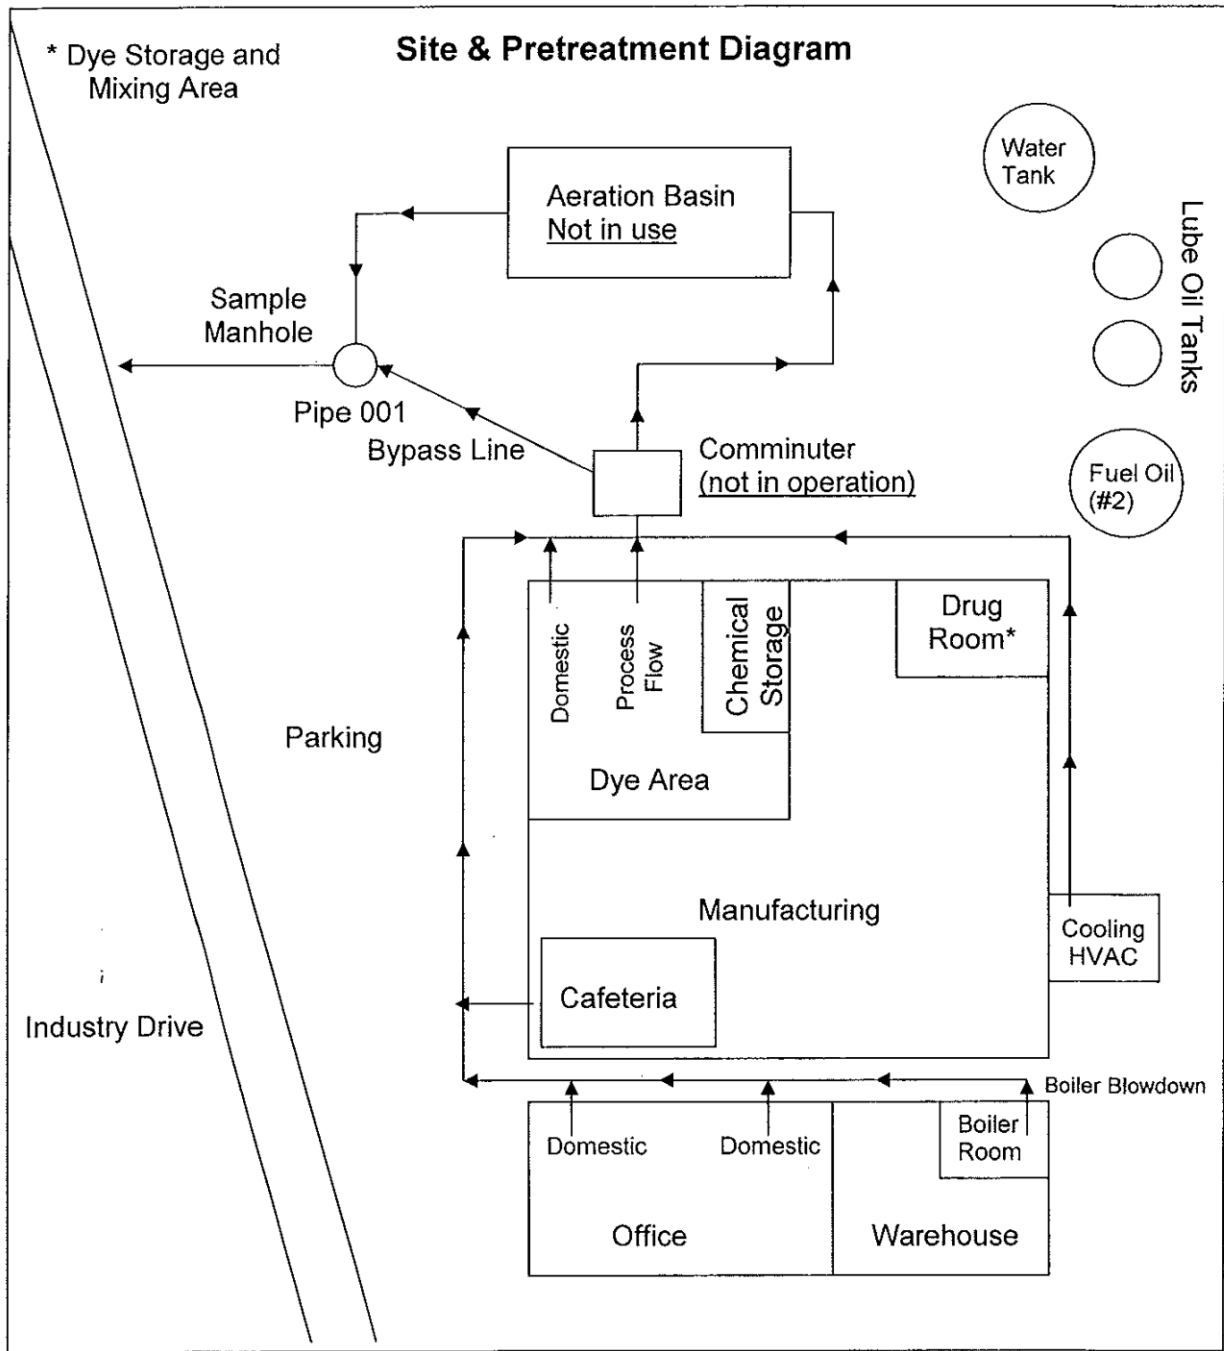 Site & Pretreatment Diagram
* Dye Storage and
Mixing Area
Water
Tank
Aeration Basin
Not in use
Lube Oil Tanks
Sample
Manhole
Pipe 001
Bypass Line
Comminuter
(not in operation)
Fuel Oil
(#2)
Domestic
Process
Flow
Chemical
Storage
Drug
Room*
Parking
Dye Area
Manufacturing
Cooling
HVAC
Cafeteria
Industry Drive
Boiler Blowdown
Domestic
Domestic
Boiler
Room
Office
Warehouse